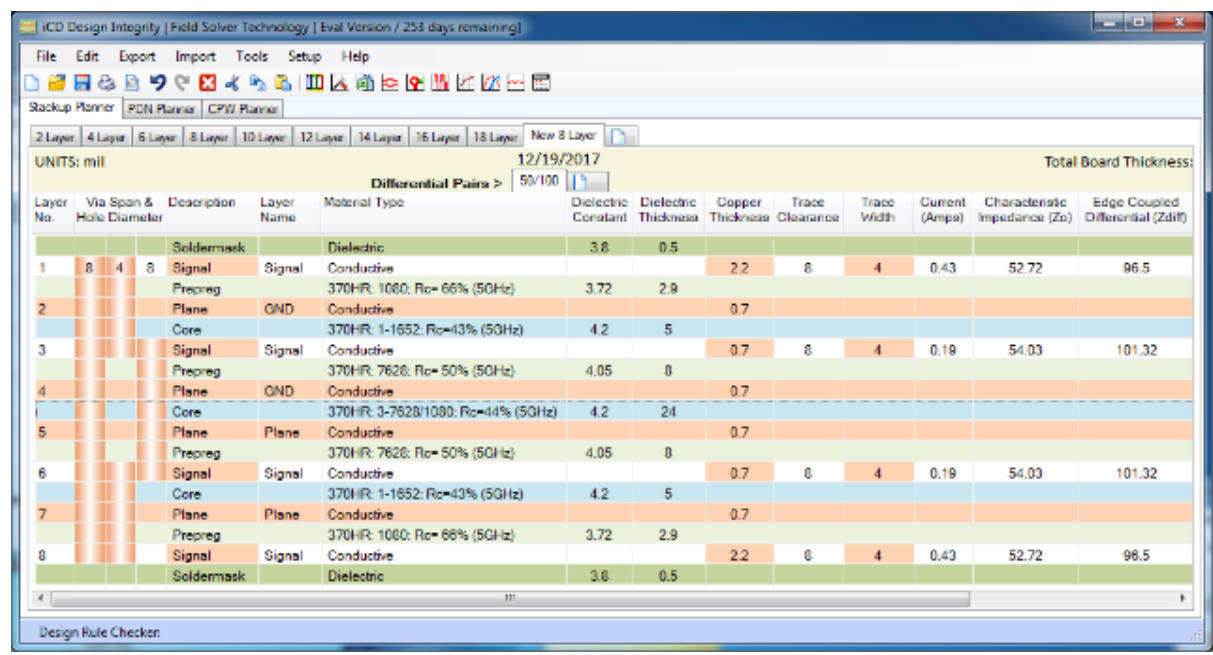 iCD Design Integrity | Field Solver Technology [ Eval Version / 253 days remaining]
File Edit Export Import Tools Setup Help
Stackup Planner PDN Planner CPW Planner
2 Layer 4 Layer 6 Layer 8 Layer 10 Layer 12 Layer 14 Layer 16 Layer 18 Layer New 8 Layer
UNITS: mil 12/19/2017 Total Board Thickness:
Differential Pairs > 50/100
Layer Via Span & Description Layer Material Type Dielectric Dielectric Copper Trace Trace Current Characteristic Edge Coupled
No. Hole Diameter Name Constant Thickness Thickness Clearance Width (Amps) Impedance (Zo) Differential (Zdiff)
Soldermask Dielectric 3.8 0.5
1 8 4 8 Signal Signal Conductive 2.2 8 4 0.43 52.72 96.5
Prepreg 370HR; 1080; Rc= 66% (5GHz) 3.72 2.9
2 Plane GND Conductive 0.7
Core 370HR; 1-1652; Rc=43% (5GHz) 4.2 5
3 Signal Signal Conductive 0.7 8 4 0.19 54.03 101.32
Prepreg 370HR; 7628; Rc= 50% (5GHz) 4.05 8
4 Plane GND Conductive 0.7
Core 370HR; 3-7628/1080; Rc=44% (5GHz) 4.2 24
5 Plane Plane Conductive 0.7
Prepreg 370HR; 7628; Rc= 50% (5GHz) 4.05 8
6 Signal Signal Conductive 0.7 8 4 0.19 54.03 101.32
Core 370HR; 1-1652; Rc=43% (5GHz) 4.2 5
7 Plane Plane Conductive 0.7
Prepreg 370HR; 1080; Rc= 66% (5GHz) 3.72 2.9
8 Signal Signal Conductive 2.2 8 4 0.43 52.72 96.5
Soldermask Dielectric 3.8 0.5
Design Rule Checker: